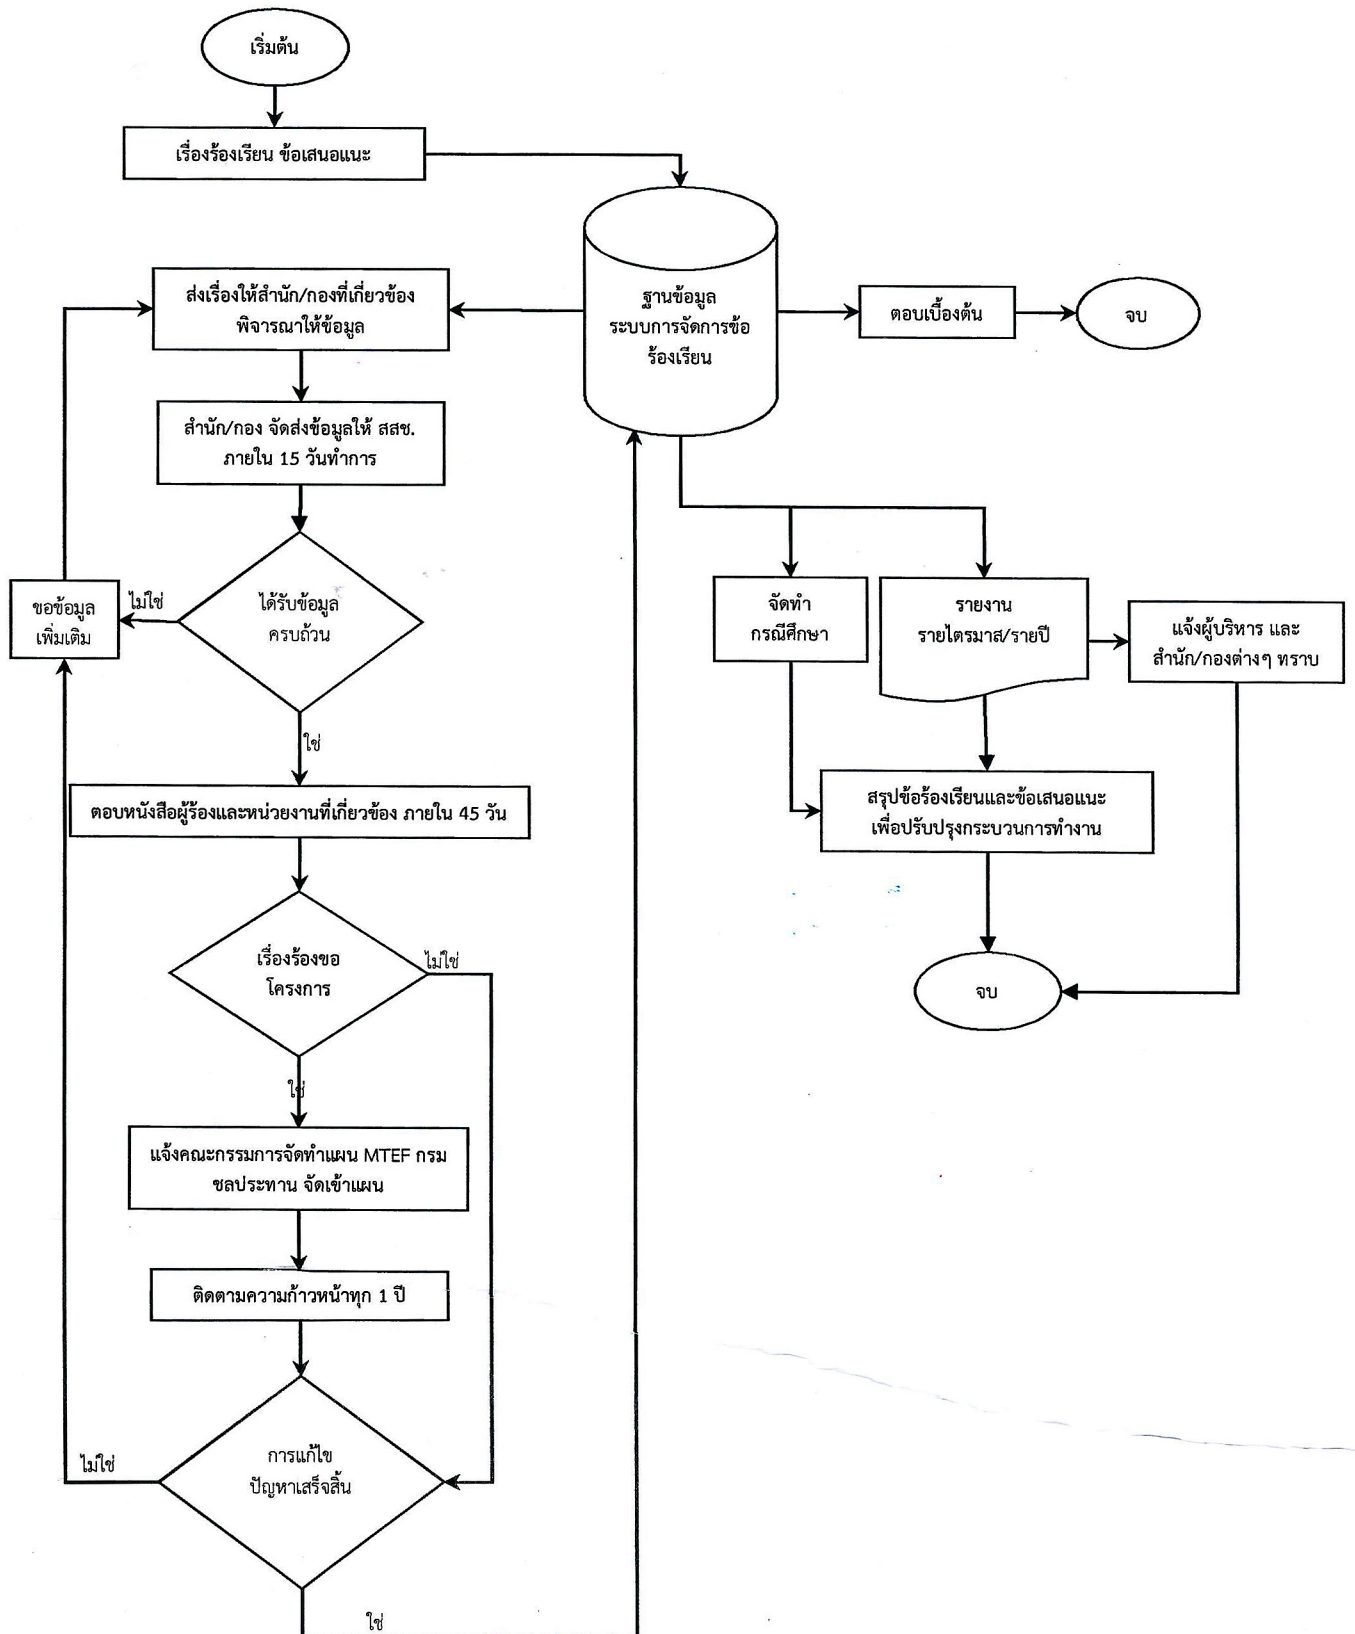 เริ่มต้น
เรื่องร้องเรียน ข้อเสนอแนะ
ฐานข้อมูล
ระบบการจัดการข้อ
ร้องเรียน
ส่งเรื่องให้สำนัก/กองที่เกี่ยวข้อง
พิจารณาให้ข้อมูล
ตอบเบื้องต้น
จบ
สำนัก/กอง จัดส่งข้อมูลให้ สสช.
ภายใน 15 วันทำการ
ได้รับข้อมูล
ครบถ้วน
ไม่ใช่
ขอข้อมูล
เพิ่มเติม
ใช่
จัดทำ
กรณีศึกษา
รายงาน
รายไตรมาส/รายปี
แจ้งผู้บริหาร และ
สำนัก/กองต่างๆ ทราบ
ตอบหนังสือผู้ร้องและหน่วยงานที่เกี่ยวข้อง ภายใน 45 วัน
สรุปข้อร้องเรียนและข้อเสนอแนะ
เพื่อปรับปรุงกระบวนการทำงาน
เรื่องร้องขอ
โครงการ
ไม่ใช่
จบ
ใช่
แจ้งคณะกรรมการจัดทำแผน MTEF กรม
ชลประทาน จัดเข้าแผน
ติดตามความก้าวหน้าทุก 1 ปี
การแก้ไข
ปัญหาเสร็จสิ้น
ไม่ใช่
ใช่